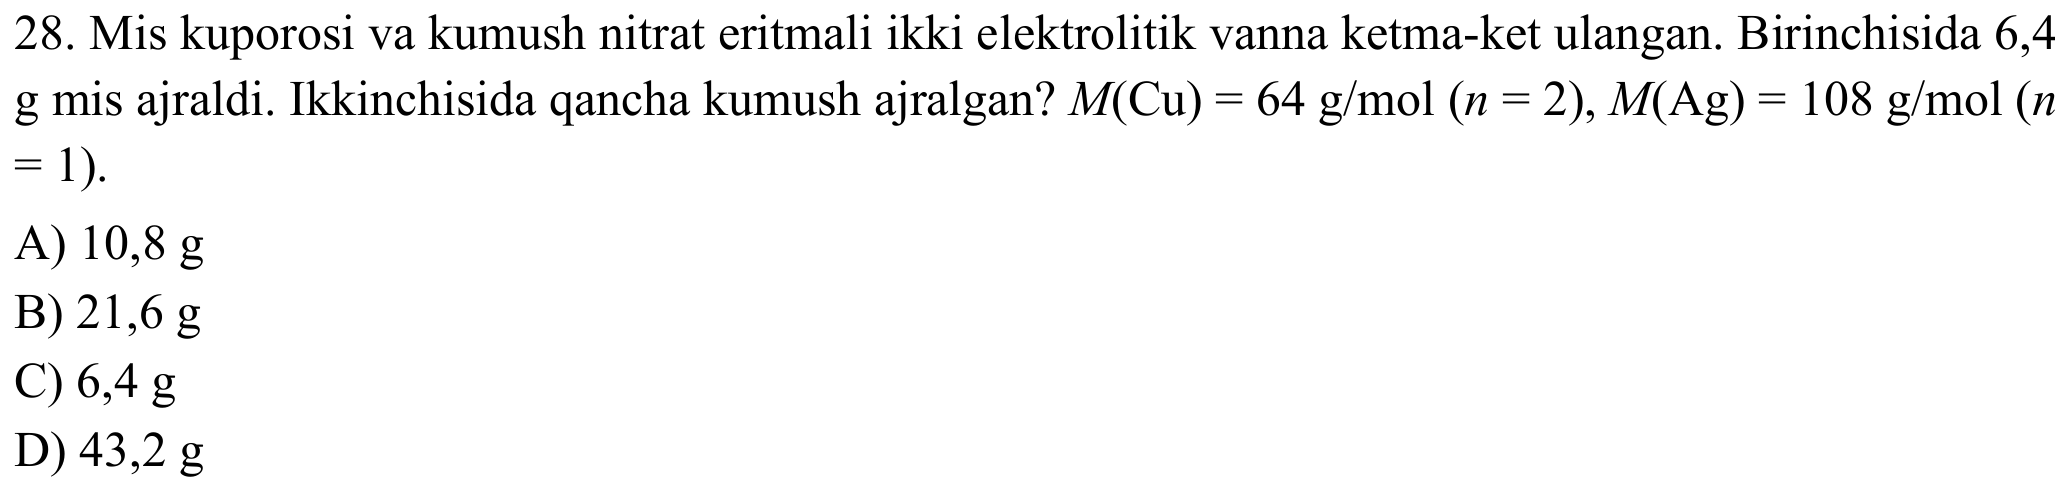 28. Mis kuporosi va kumush nitrat eritmali ikki elektrolitik vanna ketma-ket ulangan. Birinchisida 6,4
g mis ajraldi. Ikkinchisida qancha kumush ajralgan? M(Cu) = 64 g/mol (n = 2), M(Ag) = 108 g/mol (n
= 1).
A) 10,8 g
B) 21,6 g
C) 6,4 g
D) 43,2 g